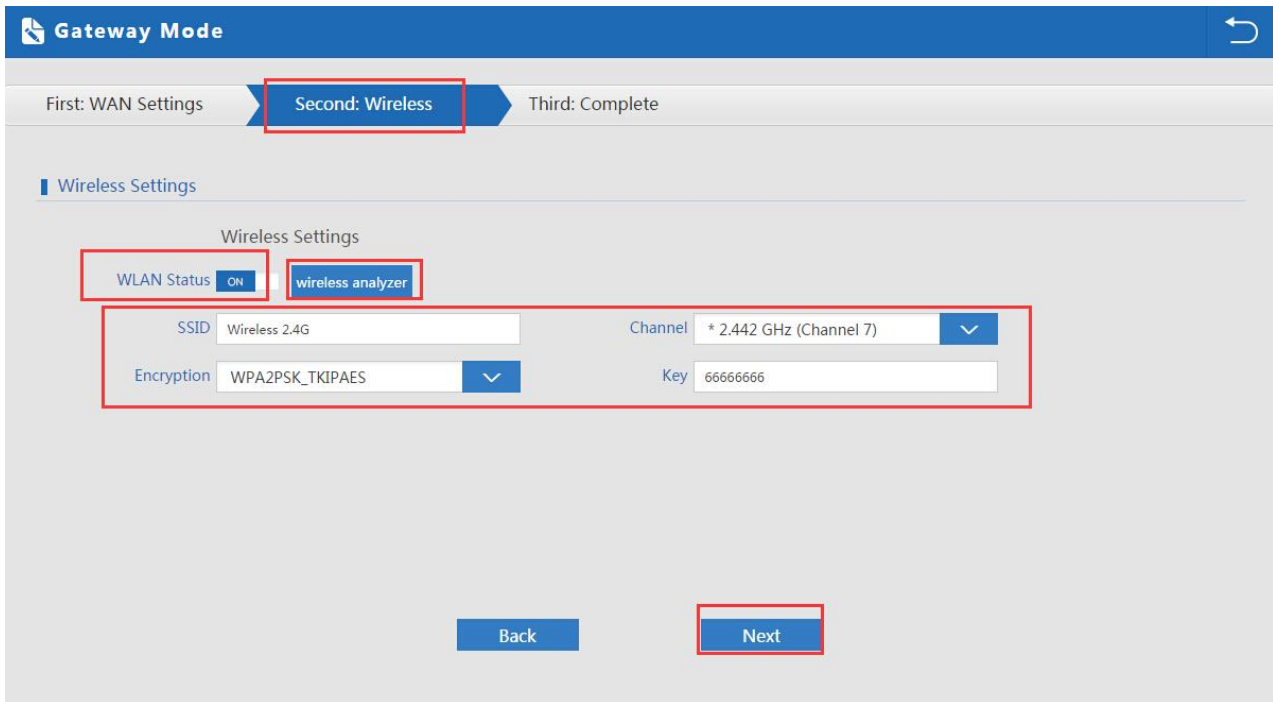 Gateway Mode
First: WAN Settings
Second: Wireless
Third: Complete
Wireless Settings
Wireless Settings
WLAN Status ON wireless analyzer
SSID Wireless 2.4G Channel * 2.442 GHz (Channel 7)
Encryption WPA2PSK_TKIPAES Key 66666666
Back Next